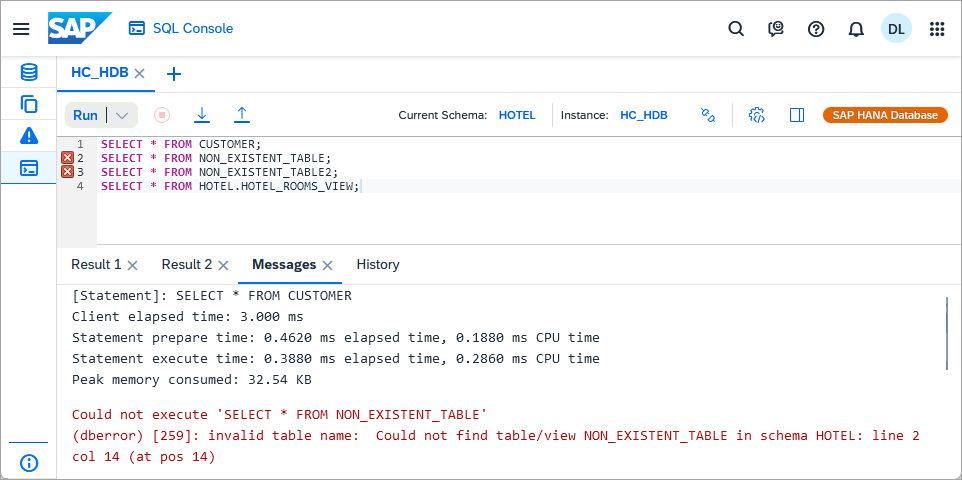 SAP SQL Console DL
HC_HDB
Run Current Schema: HOTEL Instance: HC_HDB SAP HANA Database
1 SELECT * FROM CUSTOMER;
2 SELECT * FROM NON_EXISTENT_TABLE;
3 SELECT * FROM NON_EXISTENT_TABLE2;
4 SELECT * FROM HOTEL.HOTEL_ROOMS_VIEW;
Result 1 Result 2 Messages History
[Statement]: SELECT * FROM CUSTOMER
Client elapsed time: 3.000 ms
Statement prepare time: 0.4620 ms elapsed time, 0.1880 ms CPU time
Statement execute time: 0.3880 ms elapsed time, 0.2860 ms CPU time
Peak memory consumed: 32.54 KB
Could not execute 'SELECT * FROM NON_EXISTENT_TABLE'
(dberror) [259]: invalid table name:  Could not find table/view NON_EXISTENT_TABLE in schema HOTEL: line 2
col 14 (at pos 14)